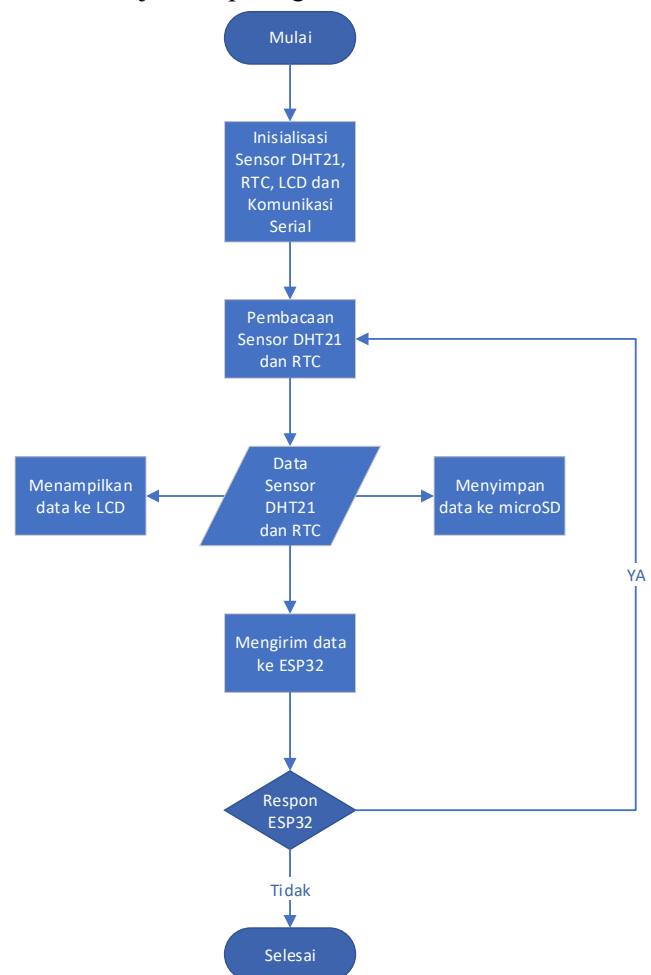 Mulai
Inisialisasi
Sensor DHT21,
RTC, LCD dan
Komunikasi
Serial
Pembacaan
Sensor DHT21
dan RTC
Menampilkan
data ke LCD
Data
Sensor
DHT21
dan RTC
Menyimpan
data ke microSD
YA
Mengirim data
ke ESP32
Respon
ESP32
Tidak
Selesai